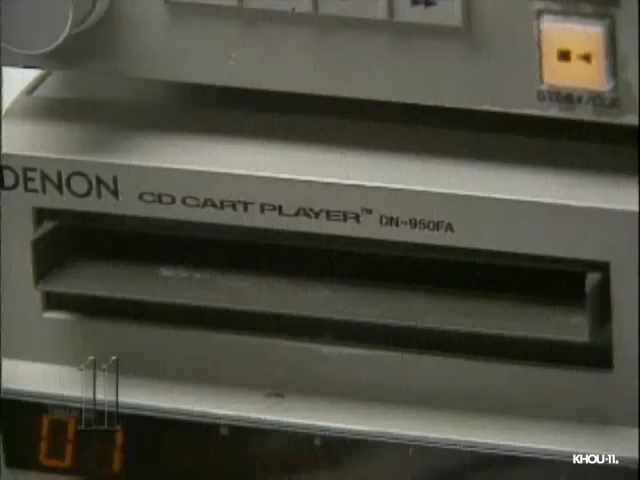 DENON CD CART PLAYER™ DN-950FA
01
KHOU-11.